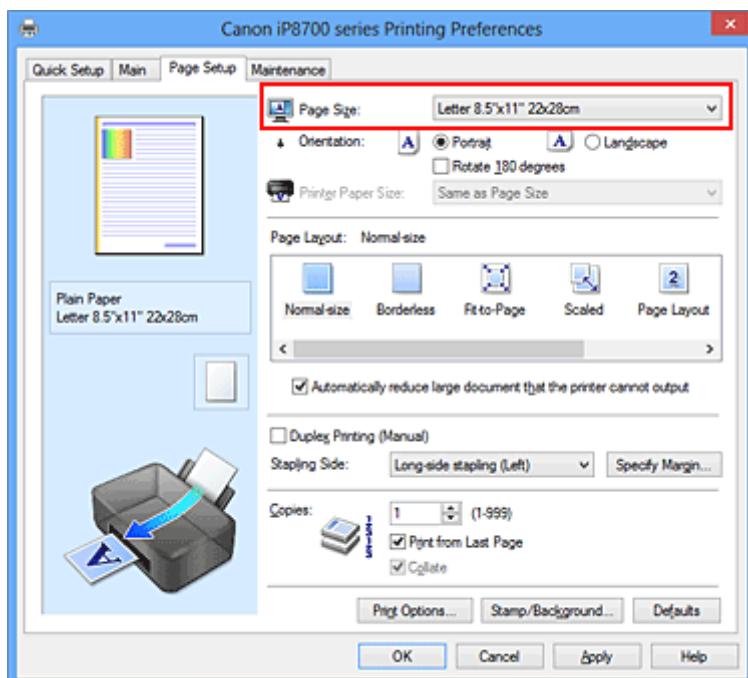 Canon iP8700 series Printing Preferences
Quick Setup Main Page Setup Maintenance
Page Size: Letter 8.5"x11" 22x28cm
Orientation: A Portrait A Landscape
Rotate 180 degrees
Printer Paper Size: Same as Page Size
Page Layout: Normal-size
2
Normal-size Borderless Fit-to-Page Scaled Page Layout
Plain Paper
Letter 8.5"x11" 22x28cm
Automatically reduce large document that the printer cannot output
Duplex Printing (Manual)
Stapling Side: Long-side stapling (Left) Specify Margin...
Copies: 1 (1-999)
Print from Last Page
Collate
A
Print Options... Stamp/Background... Defaults
OK Cancel Apply Help